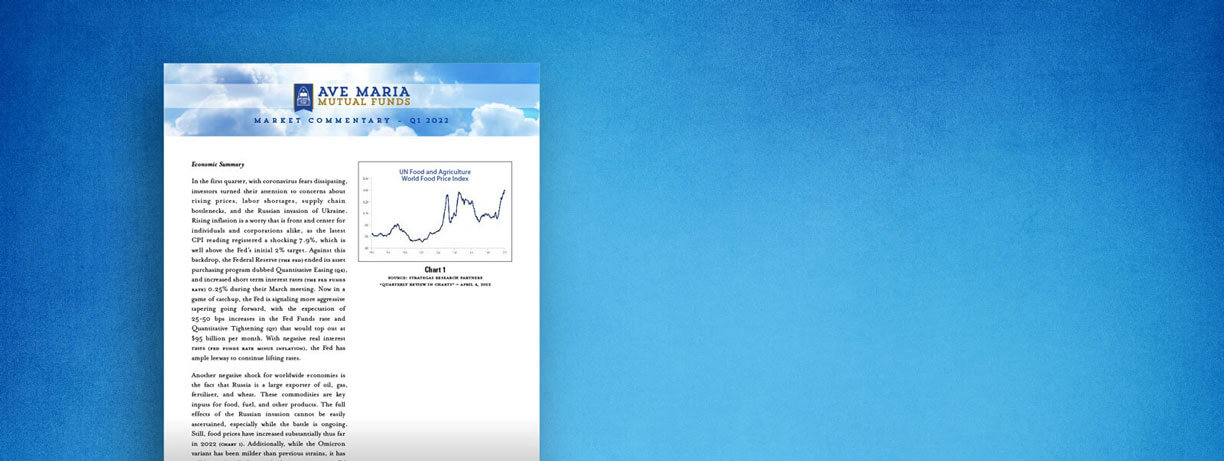 AVE MARIA
MUTUAL FUNDS
MARKET COMMENTARY - Q1 2022
Economic Summary
In the first quarter, with coronavirus fears dissipating,
investors turned their attention to concerns about
rising prices, labor shortages, supply chain
bottlenecks, and the Russian invasion of Ukraine.
Rising inflation is a worry that is front and center for
individuals and corporations alike, as the latest
CPI reading registered a shocking 7.9%, which is
well above the Fed's initial 2% target. Against this
backdrop, the Federal Reserve (THE FED) ended its asset
purchasing program dubbed Quantitative Easing (QE),
and increased short term interest rates (THE FED FUNDS
RATE) 0.25% during their March meeting. Now in a
game of catchup, the Fed is signaling more aggressive
tapering going forward, with the expectation of
25-50 bps increases in the Fed Funds rate and
Quantitative Tightening (QT) that would top out at
$95 billion per month. With negative real interest
rates (FED FUNDS RATE MINUS INFLATION), the Fed has
ample leeway to continue lifting rates.
Another negative shock for worldwide economies is
the fact that Russia is a large exporter of oil, gas,
fertilizer, and wheat. These commodities are key
inputs for food, fuel, and other products. The full
effects of the Russian invasion cannot be easily
ascertained, especially while the battle is ongoing.
Still, food prices have increased substantially thus far
in 2022 (CHART 1). Additionally, while the Omicron
variant has been milder than previous strains, it has
UN Food and Agriculture
World Food Price Index
Chart 1
SOURCE: STRATEGAS RESEARCH PARTNERS
"QUARTERLY REVIEW IN CHARTS" – APRIL 4, 2022